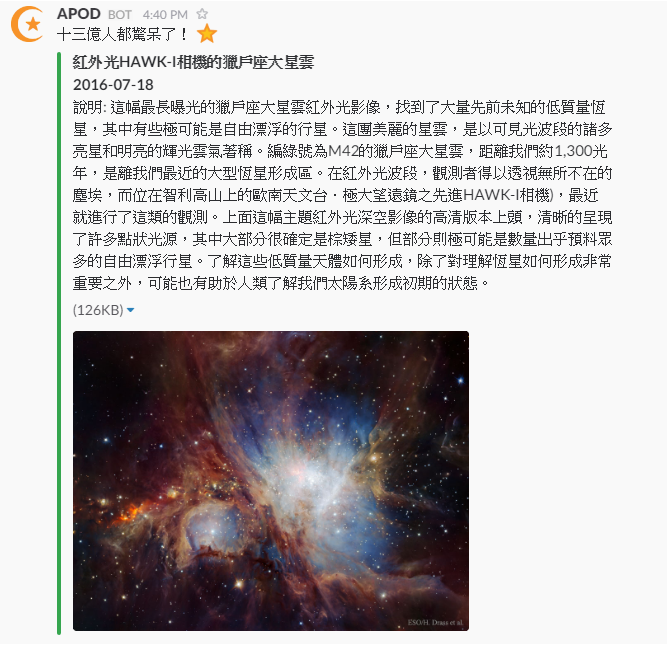 APOD BOT 4:40 PM
十三億人都驚呆了！
紅外光HAWK-I相機的獵戶座大星雲
2016-07-18
說明: 這幅最長曝光的獵戶座大星雲紅外光影像，找到了大量先前未知的低質量恆
星，其中有些極可能是自由漂浮的行星。這團美麗的星雲，是以可見光波段的諸多
亮星和明亮的輝光雲氣著稱。編錄號為M42的獵戶座大星雲，距離我們約1,300光
年，是離我們最近的大型恆星形成區。在紅外光波段，觀測者得以透視無所不在的
塵埃，而位在智利高山上的歐南天文台．極大望遠鏡之先進HAWK-I相機)，最近
就進行了這類的觀測。上面這幅主題紅外光深空影像的高清版本上頭，清晰的呈現
了許多點狀光源，其中大部分很確定是棕矮星，但部分則極可能是數量出乎預料眾
多的自由漂浮行星。了解這些低質量天體如何形成，除了對理解恆星如何形成非常
重要之外，可能也有助於人類了解我們太陽系形成初期的狀態。
(126KB)
ESO/H. Drass et al.